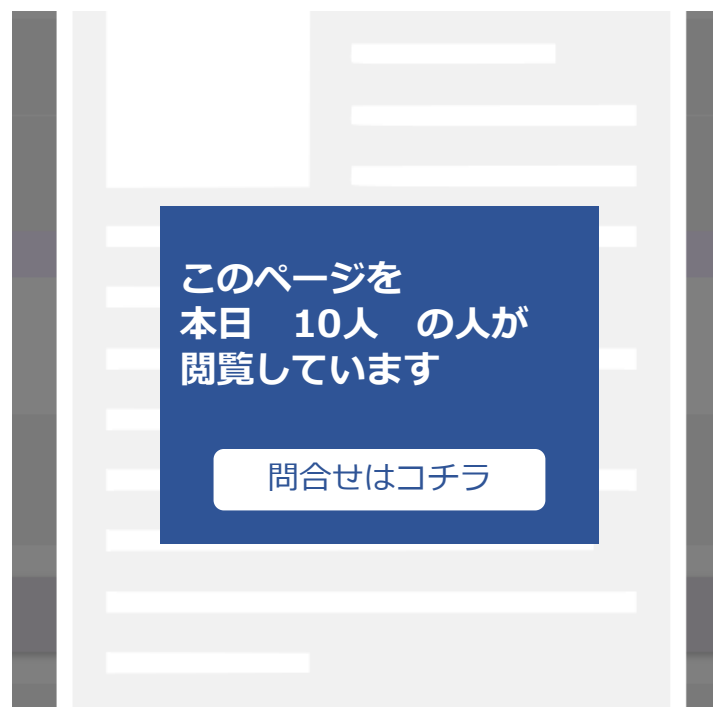 このページを
本日　10人　の人が
閲覧しています
問合せはコチラ